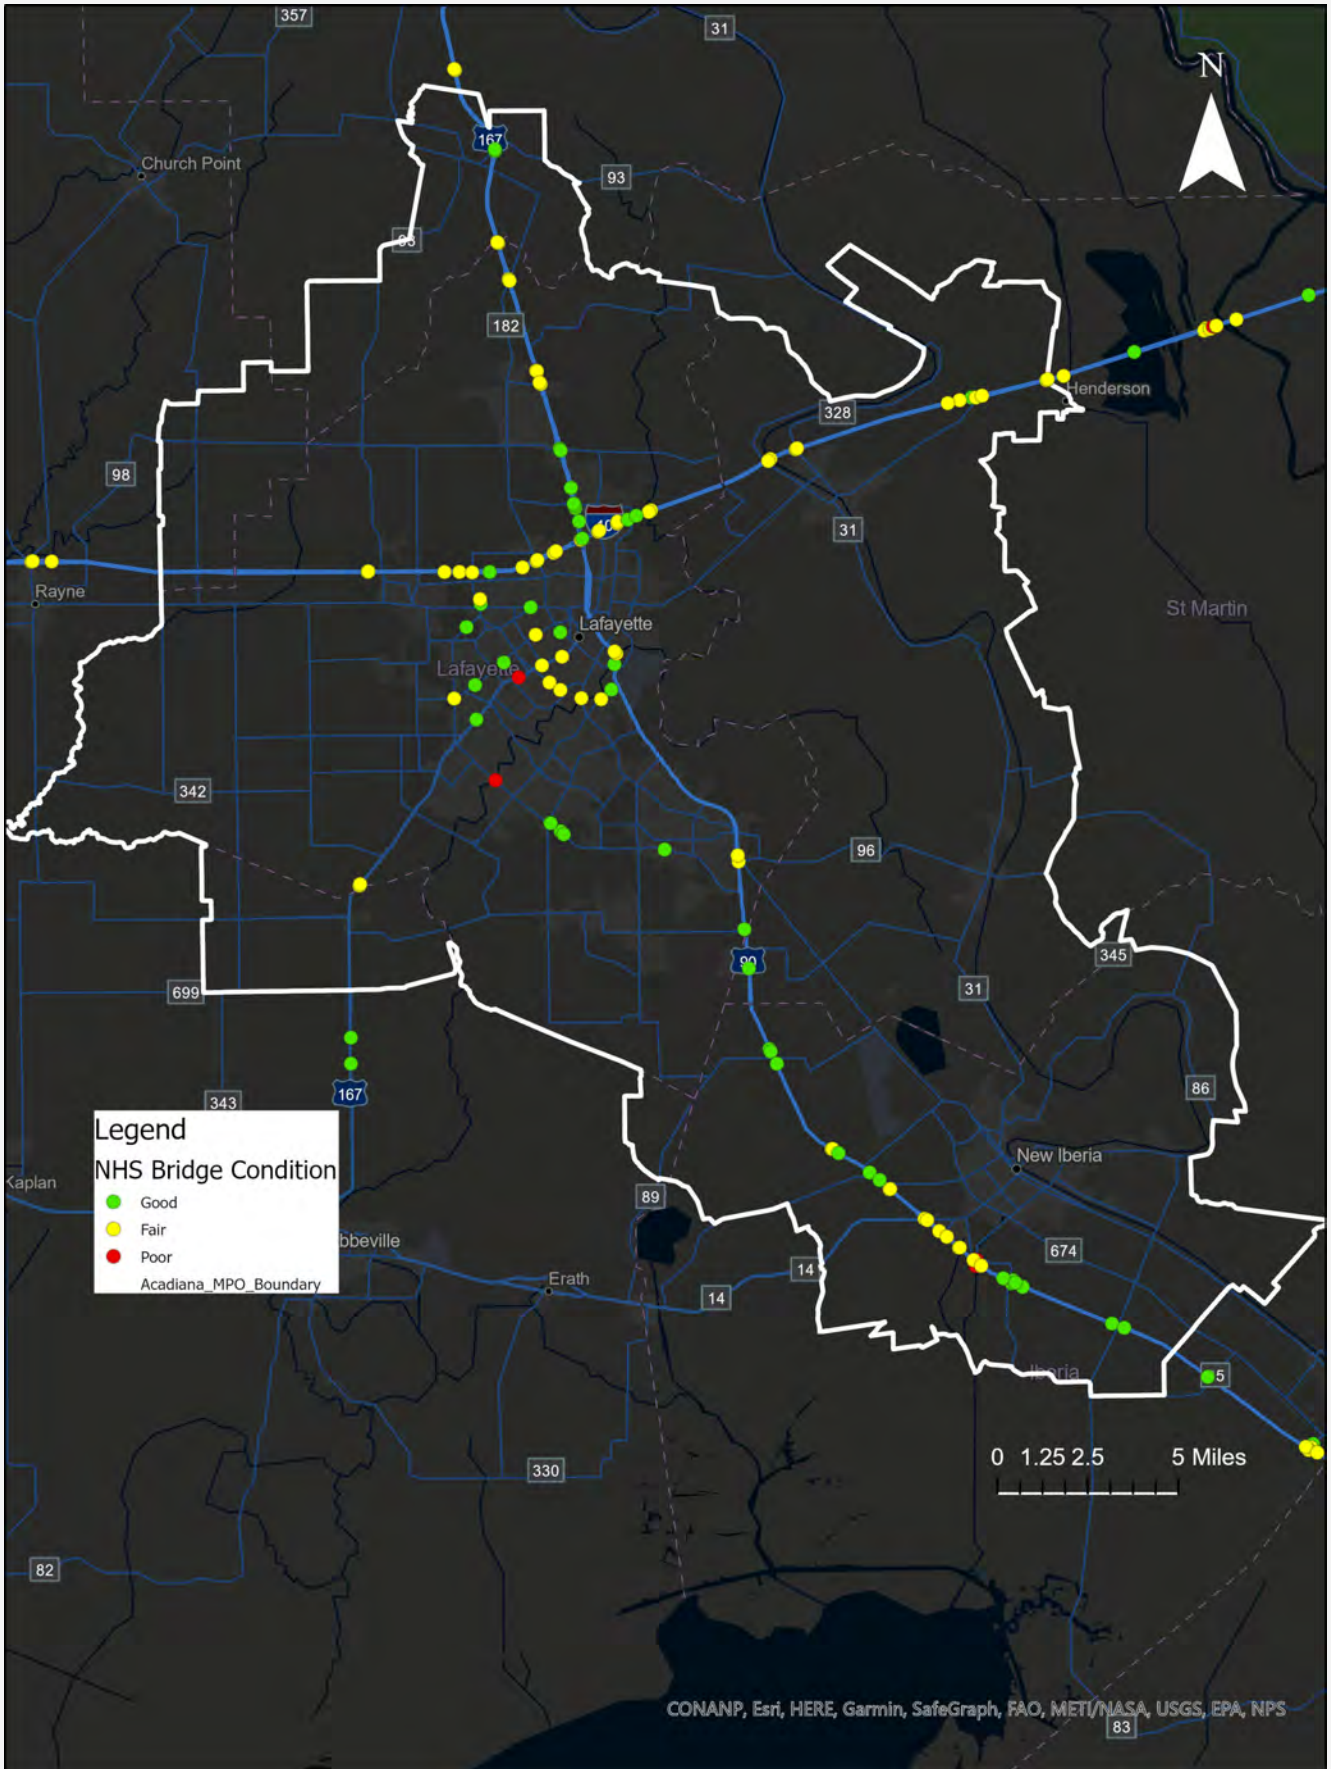 357
31
N
167
Church Point
93
93
182
Henderson
328
98
31
Rayne
St Martin
Lafayette
Lafayette
342
96
345
90
31
699
86
167
343
Legend
NHS Bridge Condition
Good
Fair
Poor
Acadiana_MPO_Boundary
New Iberia
Kaplan
89
bbeville
674
14
Erath
14
Iberia
0 1.25 2.5 5 Miles
330
82
CONANP, Esri, HERE, Garmin, SafeGraph, FAO, METI/NASA, USGS, EPA, NPS
83